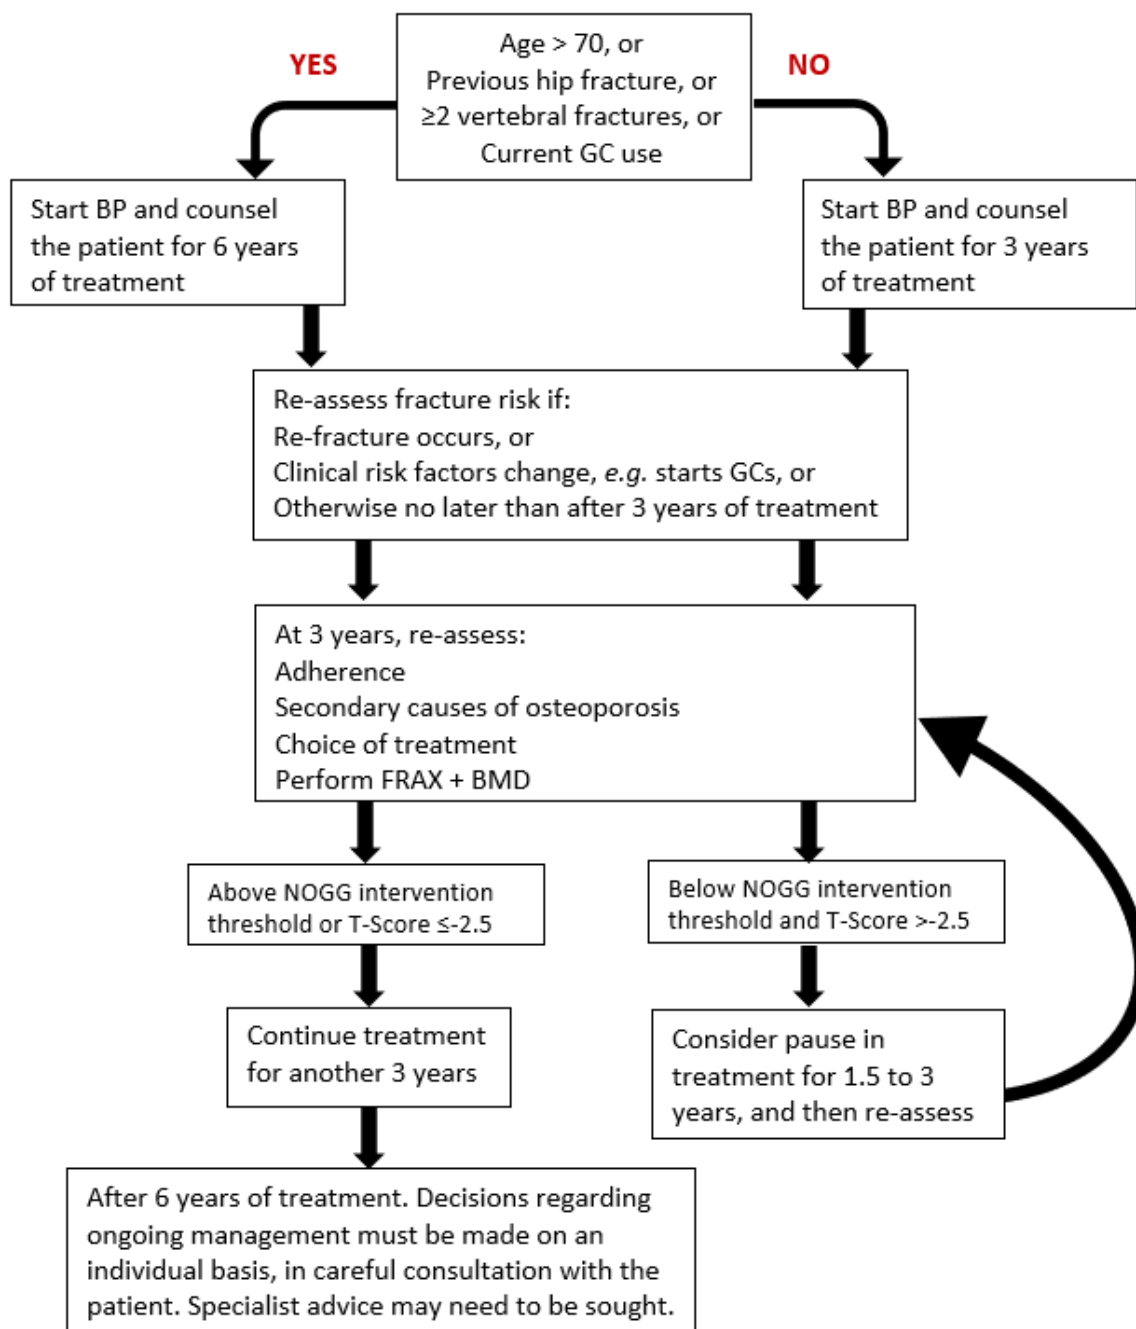 Age > 70, or
Previous hip fracture, or
≥2 vertebral fractures, or
Current GC use
YES
NO
Start BP and counsel
the patient for 6 years
of treatment
Start BP and counsel
the patient for 3 years
of treatment
Re-assess fracture risk if:
Re-fracture occurs, or
Clinical risk factors change, e.g. starts GCs, or
Otherwise no later than after 3 years of treatment
At 3 years, re-assess:
Adherence
Secondary causes of osteoporosis
Choice of treatment
Perform FRAX + BMD
Above NOGG intervention
threshold or T-Score ≤-2.5
Below NOGG intervention
threshold and T-Score >-2.5
Continue treatment
for another 3 years
Consider pause in
treatment for 1.5 to 3
years, and then re-assess
After 6 years of treatment. Decisions regarding
ongoing management must be made on an
individual basis, in careful consultation with the
patient. Specialist advice may need to be sought.